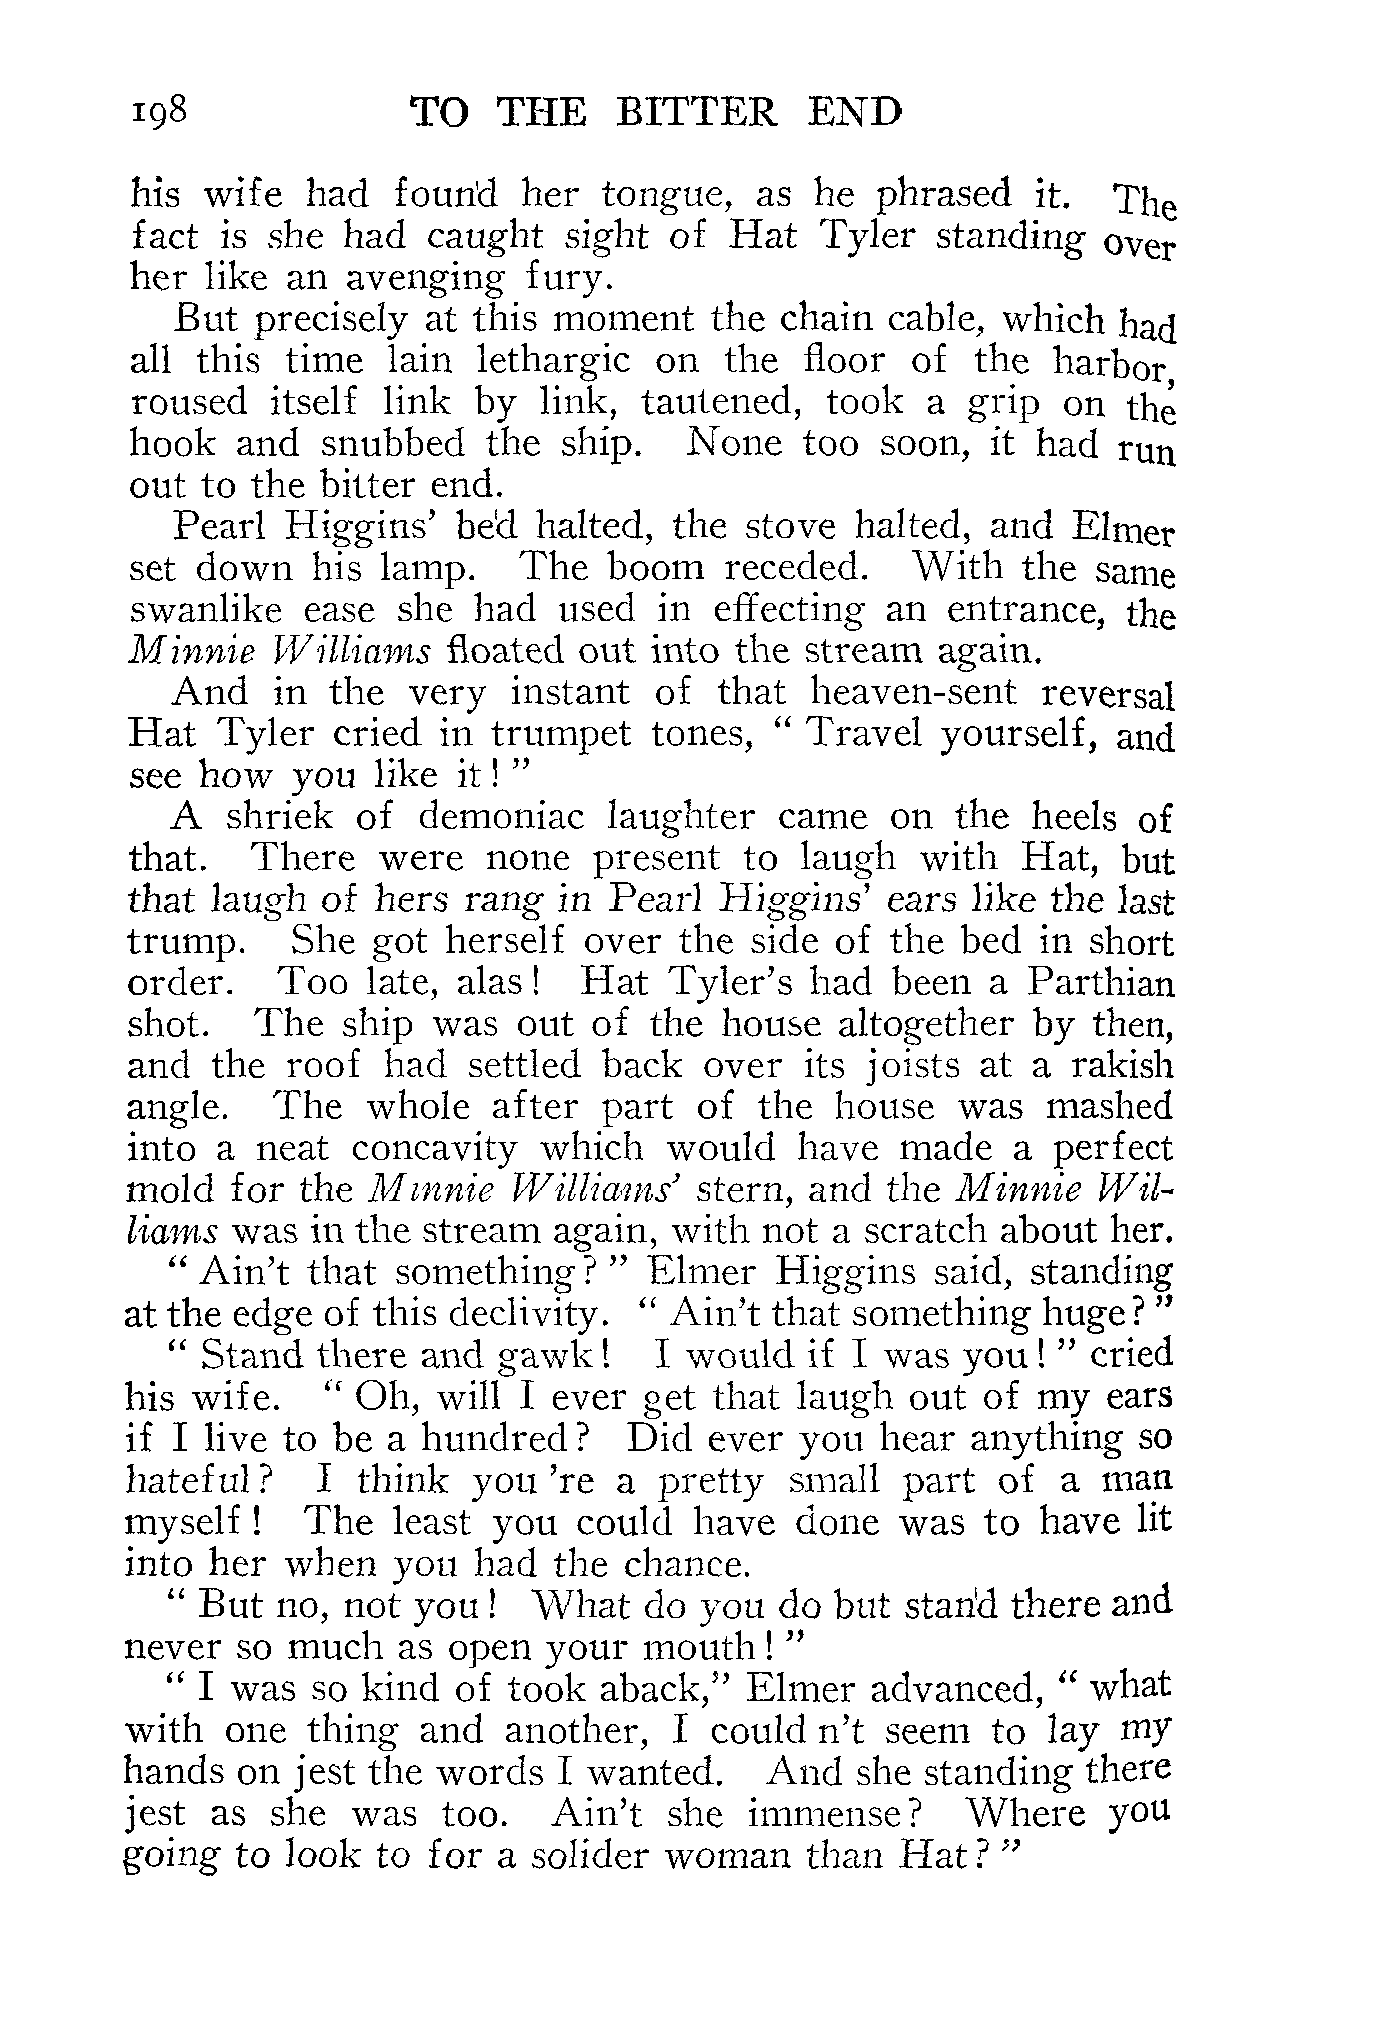 198 TO THE BITTER END
his wife had found her tongue, as he phrased it. The
fact is she had caught sight of Hat Tyler standing over
her like an avenging fury.
But precisely at this moment the chain cable, which had
all this time lain lethargic on the floor of the harbor,
roused itself link by link, tautened, took a grip on the
hook and snubbed the ship. None too soon, it had run
out to the bitter end.
Pearl Higgins' bed halted, the stove halted, and Elmer
set down his lamp. The boom receded. With the same
swanlike ease she had used in effecting an entrance, the
Minnie Williams floated out into the stream again.
And in the very instant of that heaven-sent reversal
Hat Tyler cried in trumpet tones, " Travel yourself, and
see how you like it! "
A shriek of demoniac laughter came on the heels of
that. There were none present to laugh with Hat, but
that laugh of hers rang in Pearl Higgins' ears like the last
trump. She got herself over the side of the bed in short
order. Too late, alas! Hat Tyler's had been a Parthian
shot. The ship was out of the house altogether by then,
and the roof had settled back over its joists at a rakish
angle. The whole after part of the house was mashed
into a neat concavity which would have made a perfect
mold for the Minnie Williams' stern, and the Minnie Wil-
liams was in the stream again, with not a scratch about her.
" Ain't that something? " Elmer Higgins said, standing
at the edge of this declivity. " Ain't that something huge? "
" Stand there and gawk! I would if I was you! " cried
his wife. " Oh, will I ever get that laugh out of my ears
if I live to be a hundred? Did ever you hear anything so
hateful? I think you 're a pretty small part of a man
myself! The least you could have done was to have lit
into her when you had the chance.
" But no, not you! What do you do but stand there and
never so much as open your mouth! "
" I was so kind of took aback," Elmer advanced, " what
with one thing and another, I could n't seem to lay my
hands on jest the words I wanted. And she standing there
jest as she was too. Ain't she immense? Where you
going to look to for a solider woman than Hat? "